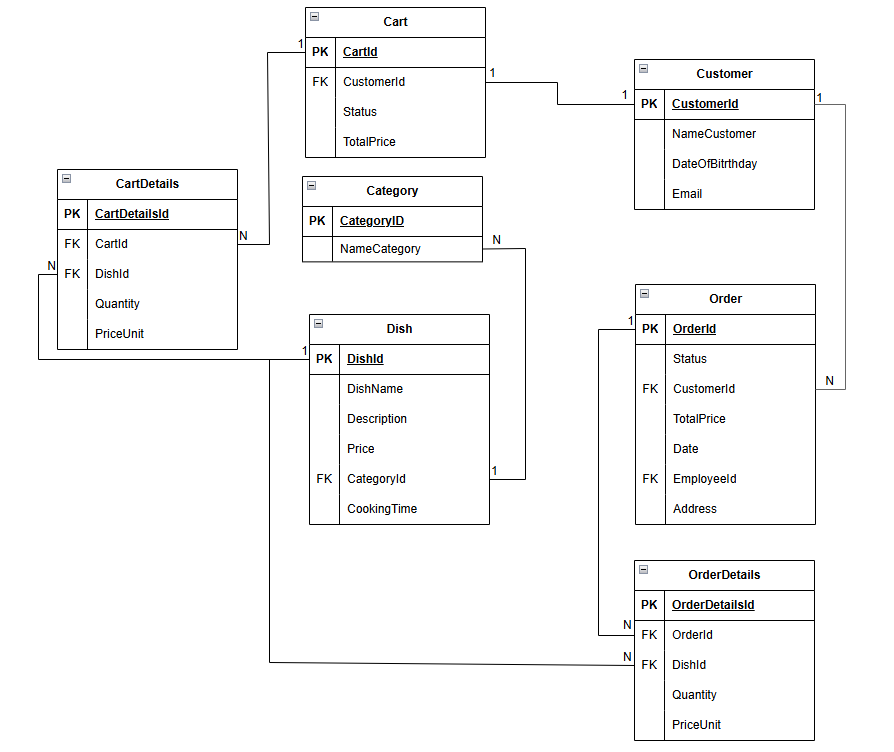 Cart
PK CartId
FK CustomerId
Status
TotalPrice
1
1
Customer
PK CustomerId
NameCustomer
DateOfBitrthday
Email
1
1
CartDetails
PK CartDetailsId
FK CartId
FK DishId
Quantity
PriceUnit
N
N
Category
PK CategoryID
NameCategory
N
Dish
PK DishId
DishName
Description
Price
FK CategoryId
CookingTime
1
1
Order
PK OrderId
Status
FK CustomerId
TotalPrice
Date
FK EmployeeId
Address
1
N
OrderDetails
PK OrderDetailsId
FK OrderId
FK DishId
Quantity
PriceUnit
N
N